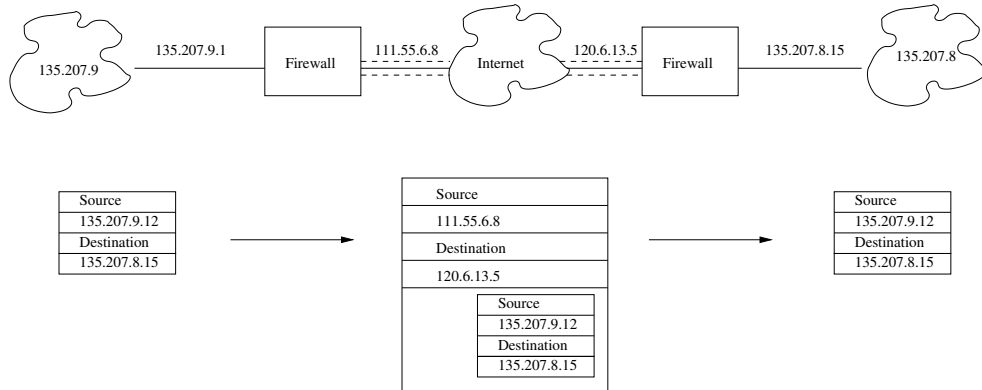 135.207.9
135.207.9.1
Firewall
111.55.6.8
Internet
120.6.13.5
Firewall
135.207.8.15
135.207.8
Source
135.207.9.12
Destination
135.207.8.15
Source
111.55.6.8
Destination
120.6.13.5
Source
135.207.9.12
Destination
135.207.8.15
Source
135.207.9.12
Destination
135.207.8.15